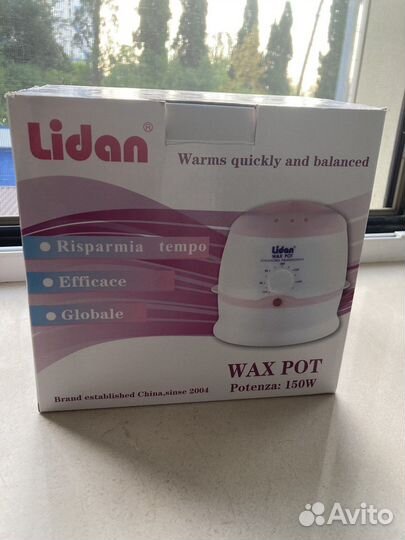 Lidan®
Warms quickly and balanced
Risparmia tempo
Efficace
Globale
Lidan®
WAX POT
WAX POT
Potenza: 150W
Brand established China,sinse 2004
Avito